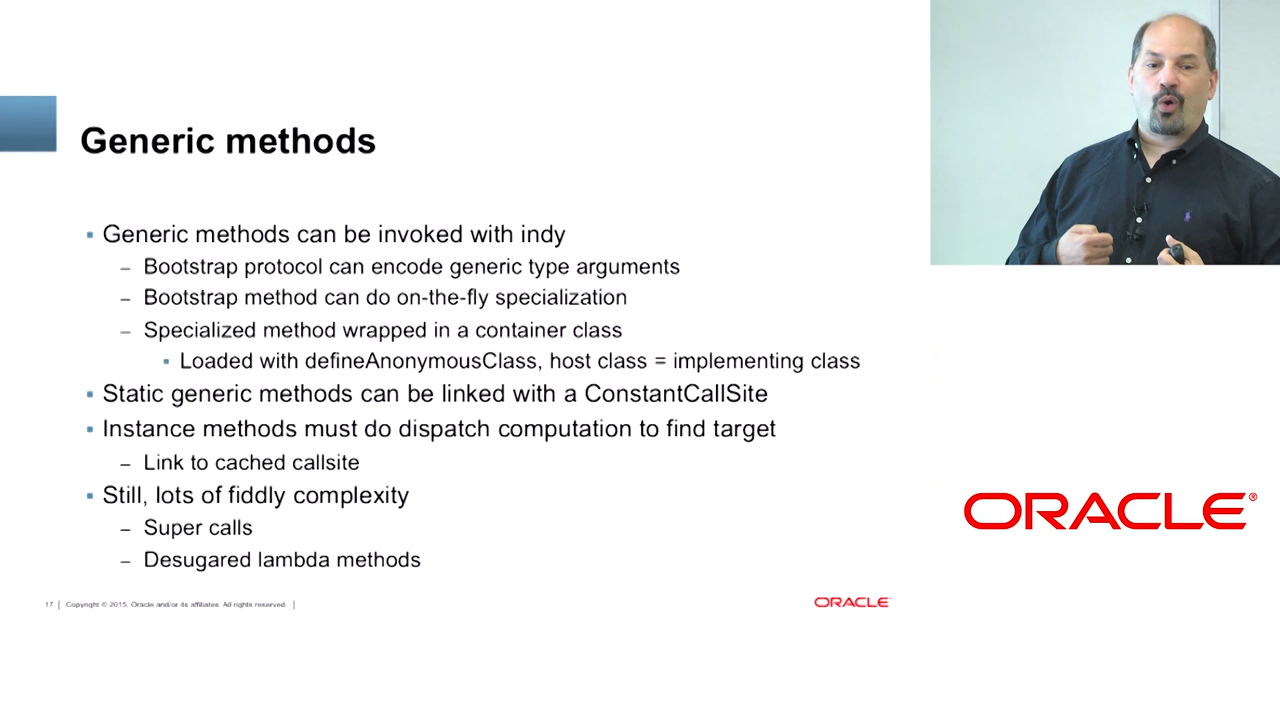 Generic methods
Generic methods can be invoked with indy
– Bootstrap protocol can encode generic type arguments
– Bootstrap method can do on-the-fly specialization
– Specialized method wrapped in a container class
Loaded with defineAnonymousClass, host class = implementing class
Static generic methods can be linked with a ConstantCallSite
Instance methods must do dispatch computation to find target
– Link to cached callsite
Still, lots of fiddly complexity
– Super calls
– Desugared lambda methods
17 | Copyright © 2015, Oracle and/or its affiliates. All rights reserved. |
ORACLE
ORACLE®